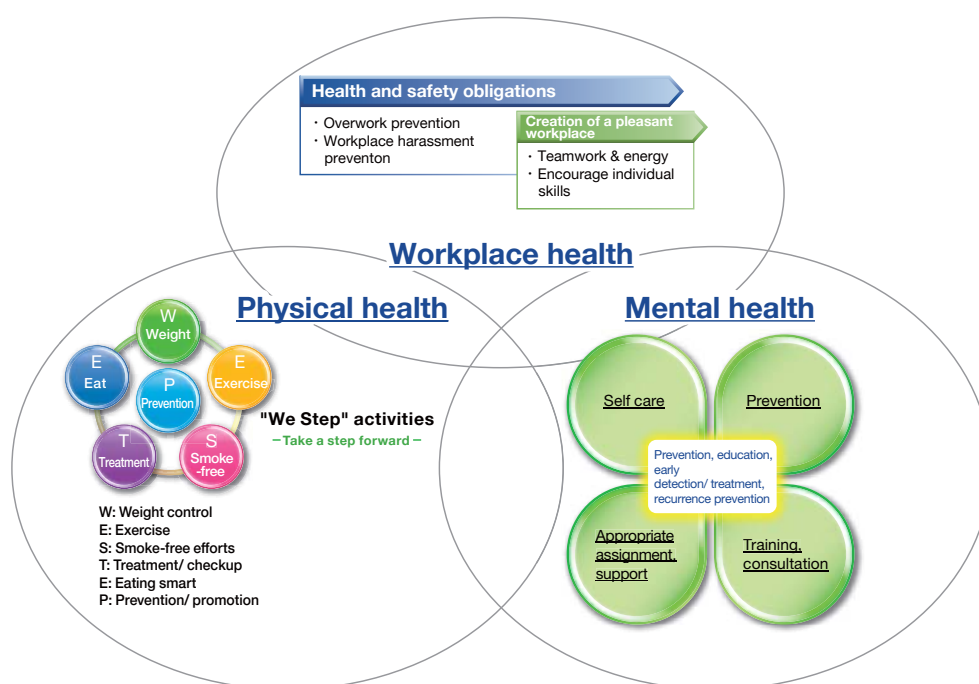 Health and safety obligations
・Overwork prevention
・Workplace harassment
preventon
Creation of a pleasant
workplace
・Teamwork & energy
・Encourage individual
skills
Workplace health
Physical health
W
Weight
E
Eat
E
Exercise
P
Prevention
T
Treatment
S
Smoke
-free
"We Step" activities
−Take a step forward−
W: Weight control
E: Exercise
S: Smoke-free efforts
T: Treatment/ checkup
E: Eating smart
P: Prevention/ promotion
Mental health
Self care
Prevention
Prevention, education,
early
detection/ treatment,
recurrence prevention
Appropriate
assignment,
support
Training,
consultation